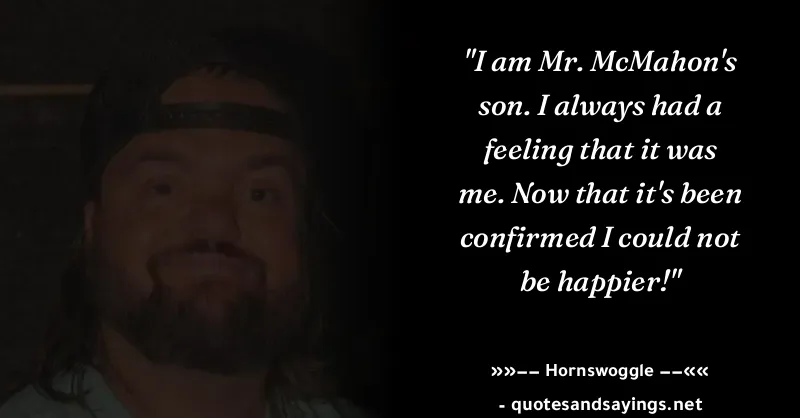 "I am Mr. McMahon's
son. I always had a
feeling that it was
me. Now that it's been
confirmed I could not
be happier!"
»»−− Hornswoggle −−««
- quotesandsayings.net